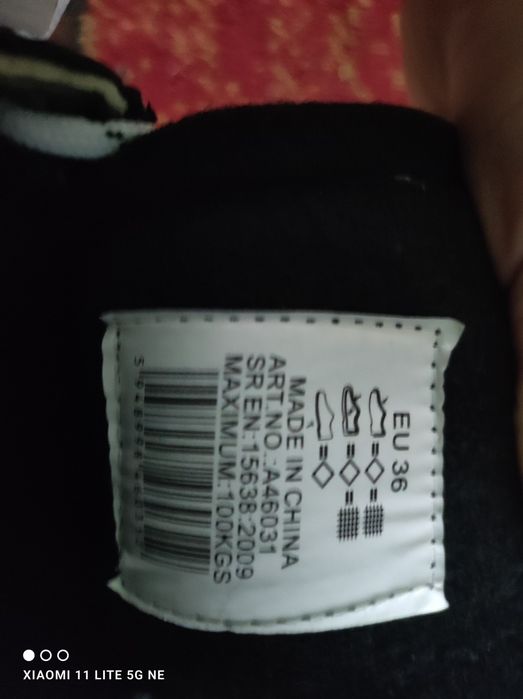 EU 36
MADE IN CHINA
ART.NO.:A46031
SR EN:15638:2009
MAXIMUM:100KGS
XIAOMI 11 LITE 5G NE